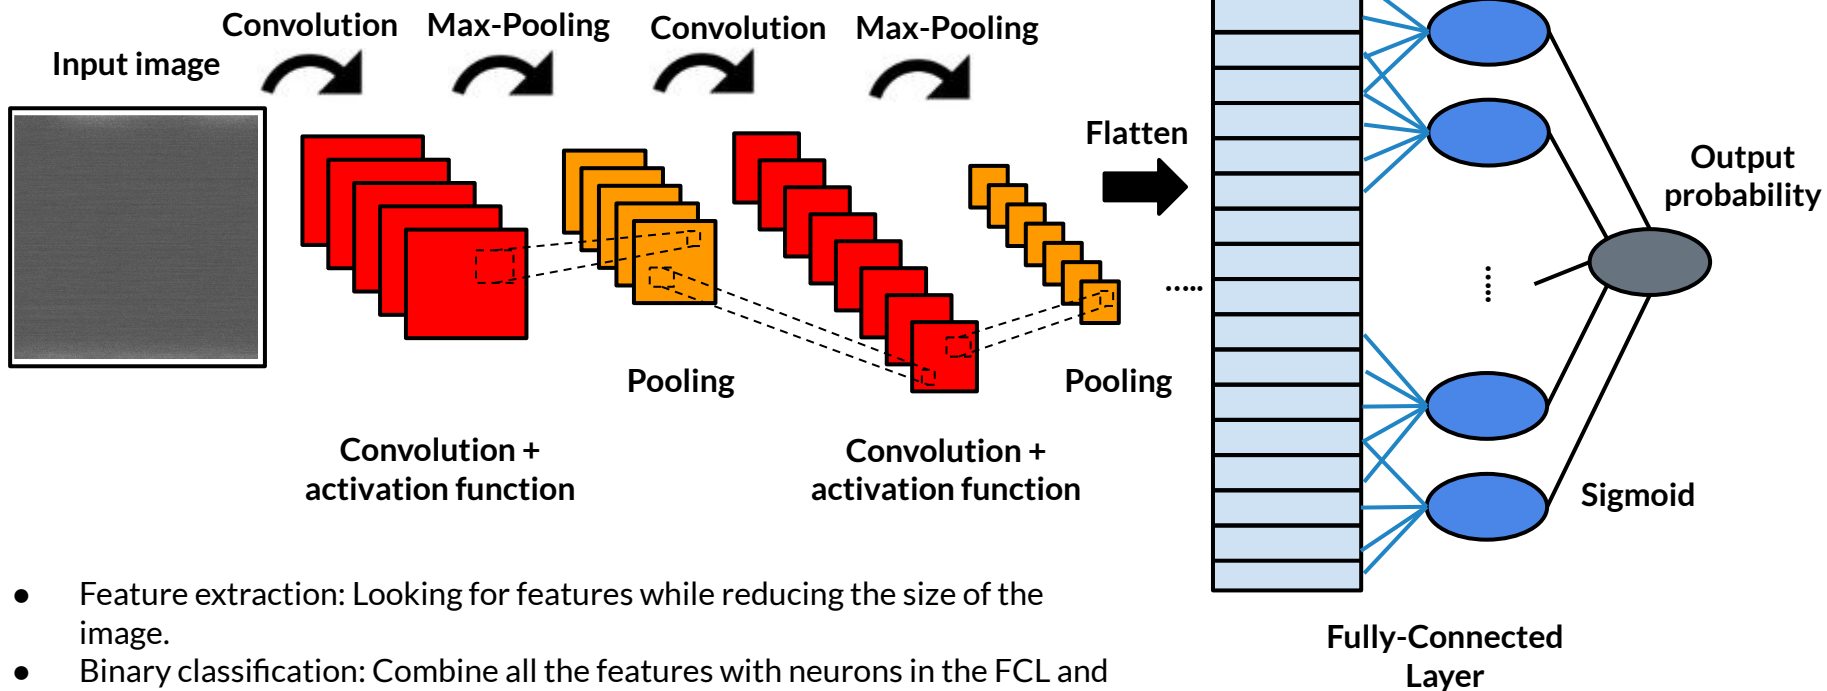 Convolution
Max-Pooling
Convolution
Max-Pooling
Input image
Flatten
Output
probability
.....
Pooling
Pooling
Convolution +
activation function
Convolution +
activation function
Sigmoid
● Feature extraction: Looking for features while reducing the size of the
image.
Fully-Connected
Layer
● Binary classification: Combine all the features with neurons in the FCL and